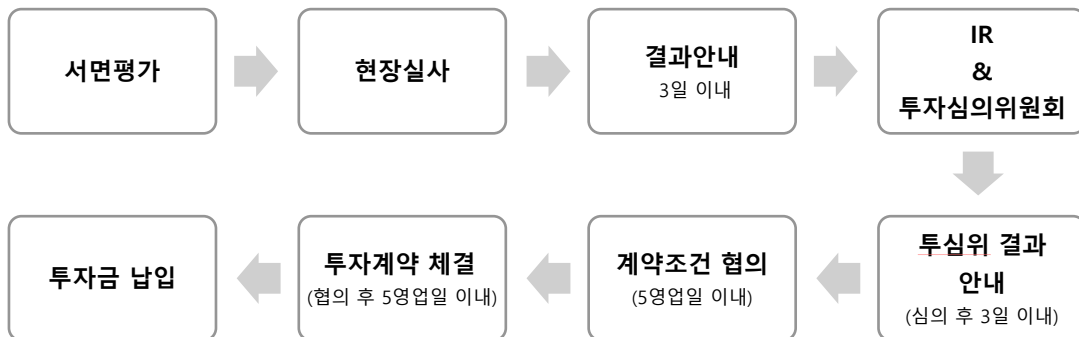 서면평가
현장실사
결과안내
3일 이내
IR
&
투자심의위원회
투심위 결과
안내
(심의 후 3일 이내)
계약조건 협의
(5영업일 이내)
투자계약 체결
(협의 후 5영업일 이내)
투자금 납입